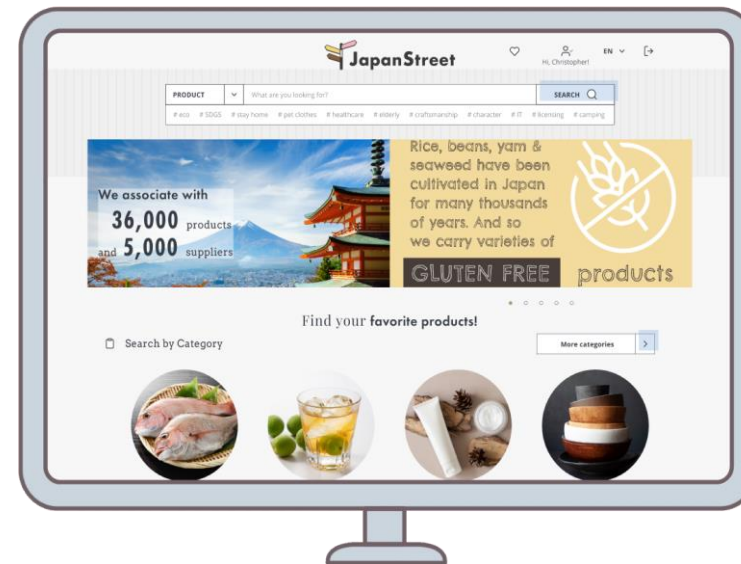 JapanStreet
Hi, Christopher!
EN
PRODUCT
What are you looking for?
SEARCH
# eco # SDGS # stay home # pet clothes # healthcare # elderly # craftsmanship # character # IT # licensing # camping
We associate with
36,000 products
and 5,000 suppliers
Rice, beans, yam &
seaweed have been
cultivated in Japan
for many thousands
of years. And so
we carry varieties of
GLUTEN FREE products
Find your favorite products!
Search by Category
More categories